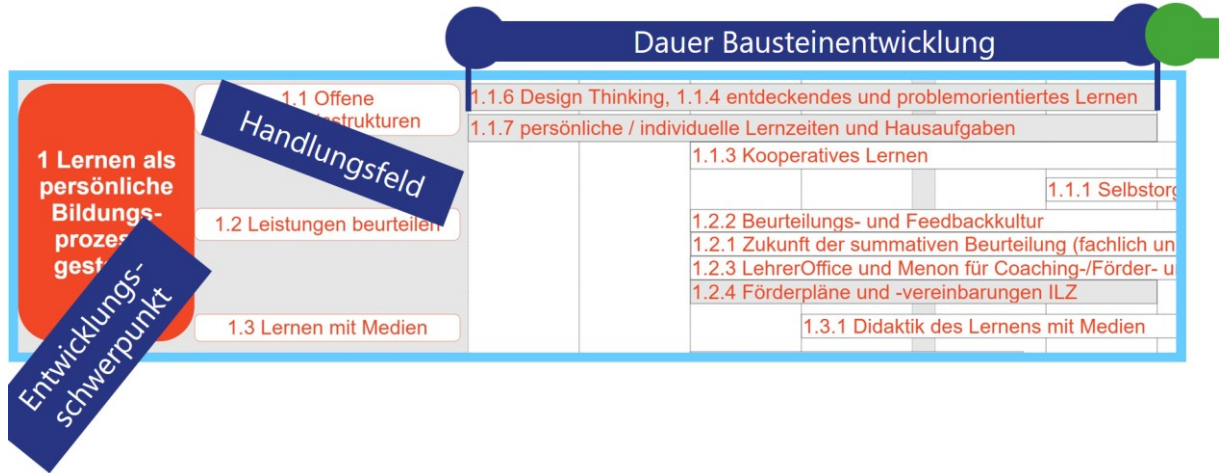 Dauer Bausteinentwicklung
1.1 Offene
strukturen
Handlungsfeld
1.1.6 Design Thinking, 1.1.4 entdeckendes und problemorientiertes Lernen
1.1.7 persönliche / individuelle Lernzeiten und Hausaufgaben
1 Lernen als
persönliche
Bildungs-
prozes
gest
1.1.3 Kooperatives Lernen
1.1.1 Selbstorg
1.2 Leistungen beurteilen
1.2.2 Beurteilungs- und Feedbackkultur
1.2.1 Zukunft der summativen Beurteilung (fachlich un
1.2.3 LehrerOffice und Menon für Coaching-/Förder- u
1.2.4 Förderpläne und -vereinbarungen ILZ
1.3 Lernen mit Medien
1.3.1 Didaktik des Lernens mit Medien
Entwicklungs-
schwerpunkt